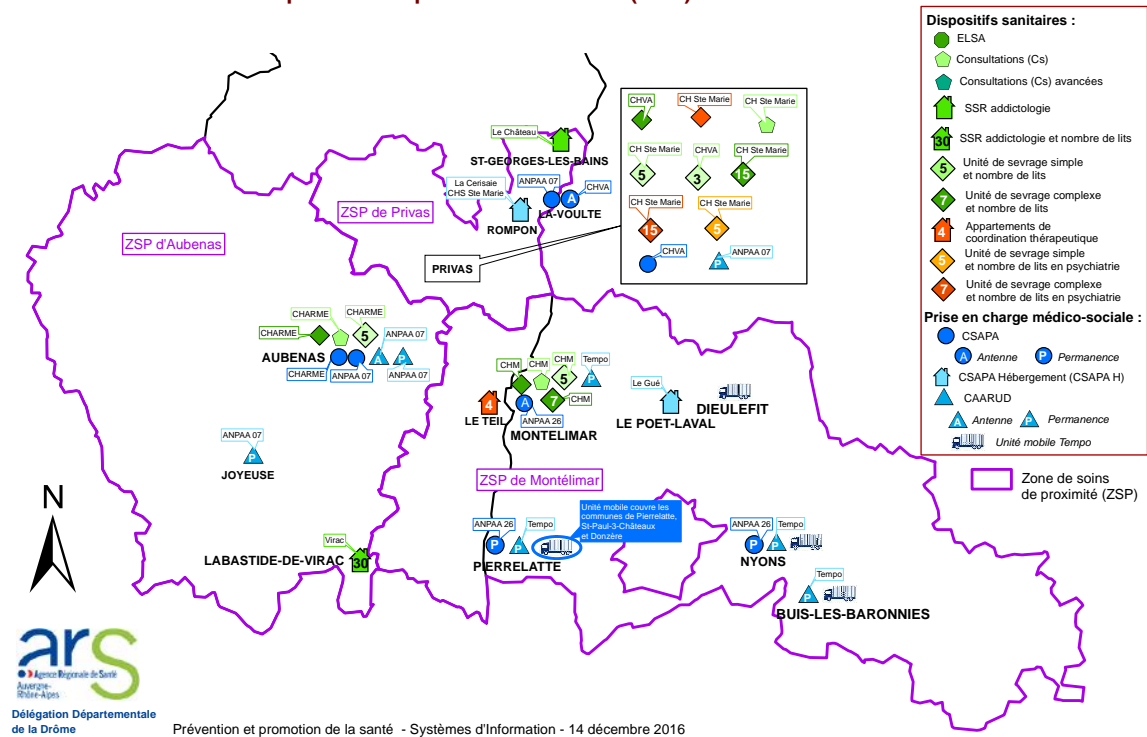 Dispositifs sanitaires :
ELSA
Consultations (Cs)
Consultations (Cs) avancées
SSR addictologie
30
SSR addictologie et nombre de lits
5
Unité de sevrage simple
et nombre de lits
7
Unité de sevrage complexe
et nombre de lits
4
Appartements de
coordination thérapeutique
5
Unité de sevrage simple
et nombre de lits en psychiatrie
7
Unité de sevrage complexe
et nombre de lits en psychiatrie
Prise en charge médico-sociale :
CSAPA
A Antenne P Permanence
CSAPA Hébergement (CSAPA H)
CAARUD
A Antenne P Permanence
Unité mobile Tempo
Zone de soins
de proximité (ZSP)
CHVA
CH Ste Marie
CH Ste Marie
CH Ste Marie
5
CHVA
3
CH Ste Marie
15
CH Ste Marie
15
CH Ste Marie
5
CHVA
ANPAA 07
P
PRIVAS
Le Château
ST-GEORGES-LES-BAINS
La Cerisaie
CHS Ste Marie
ROMPON
ANPAA 07
CHVA
A
LA-VOULTE
ZSP de Privas
ZSP d'Aubenas
CHARME
CHARME
CHARME
5
ANPAA 07
A
P
AUBENAS
CHARME
ANPAA 07
ANPAA 07
CHM
CHM
CHM
5
Tempo
P
4
LE TEIL
A
7
CHM
ANPAA 26
MONTELIMAR
Le Gué
LE POET-LAVAL
DIEULEFIT
ANPAA 07
P
JOYEUSE
ZSP de Montélimar
Unité mobile couvre les
communes de Pierrelatte,
St-Paul-3-Châteaux
et Donzère
ANPAA 26
P
Tempo
P
PIERRELATTE
ANPAA 26
P
Tempo
P
NYONS
Tempo
P
BUIS-LES-BARONNIES
Virac
30
LABASTIDE-DE-VIRAC
N
ars
Agence Régionale de Santé
Auvergne-
Rhône-Alpes
Délégation Départementale
de la Drôme
Prévention et promotion de la santé - Systèmes d'Information - 14 décembre 2016